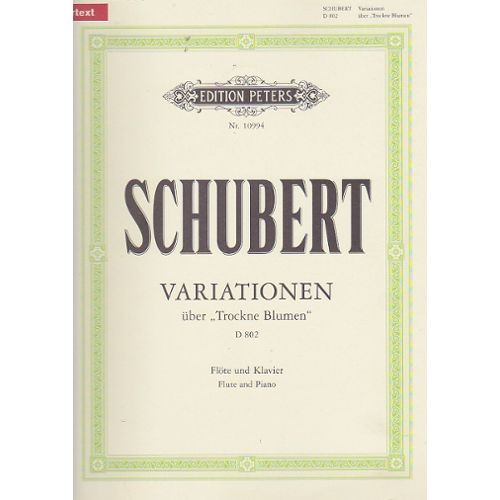 SCHUBERT Variationen
D 802 über „Trockne Blumen“
EDITION PETERS
Nr. 10994
SCHUBERT
VARIATIONEN
über „Trockne Blumen“
D 802
Flöte und Klavier
Flute and Piano